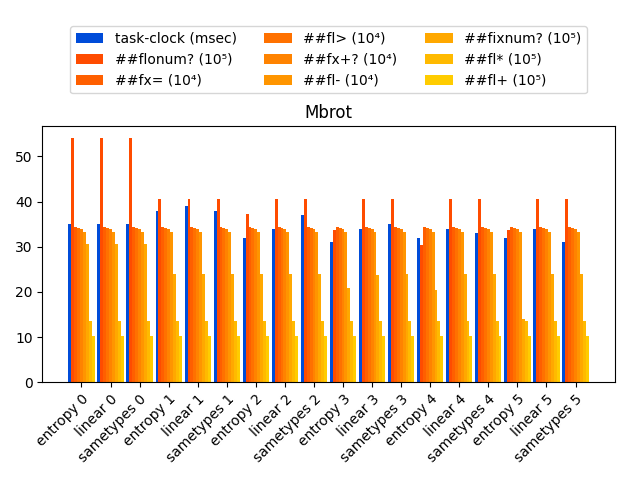 task-clock (msec) ##fl> (10⁴) ##fixnum? (10⁵)
##flonum? (10⁵) ##fx+? (10⁴) ##fl* (10⁵)
##fx= (10⁴) ##fl- (10⁴) ##fl+ (10⁵)
Mbrot
50
40
30
20
10
0
entropy 0
linear 0
sametypes 0
entropy 1
linear 1
sametypes 1
entropy 2
linear 2
sametypes 2
entropy 3
linear 3
sametypes 3
entropy 4
linear 4
sametypes 4
entropy 5
linear 5
sametypes 5